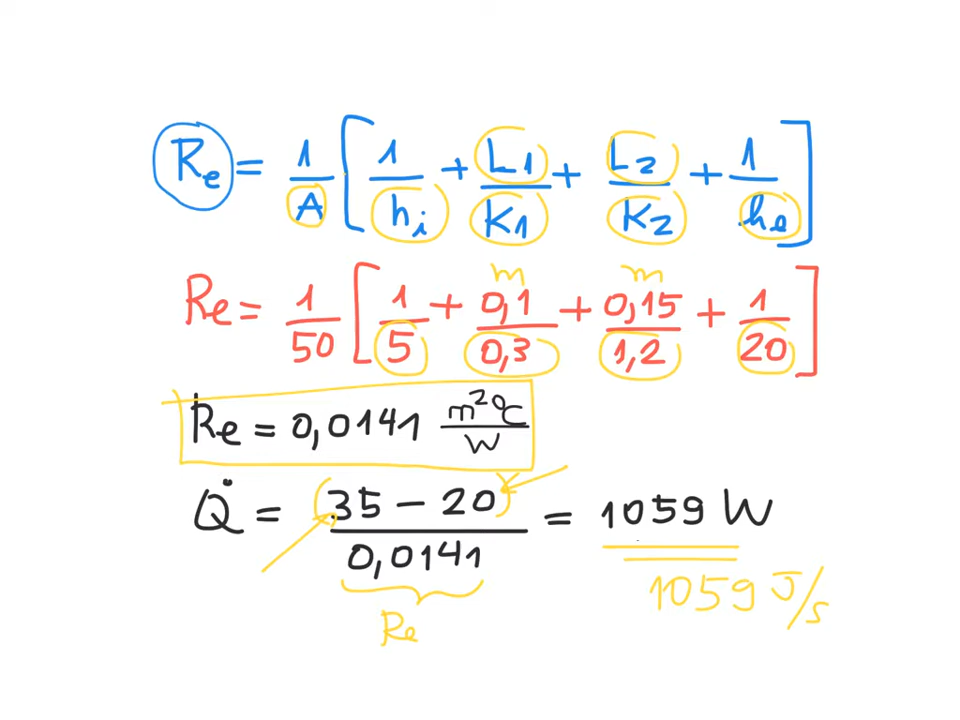 Re = 1/A [ 1/hi + L1/K1 + L2/K2 + 1/he ]
m m
Re = 1/50 [ 1/5 + 0,1/0,3 + 0,15/1,2 + 1/20 ]
Re = 0,0141 m²°C/W
Q̇ = (35 − 20)/0,0141 = 1059 W
Re 1059 J/s